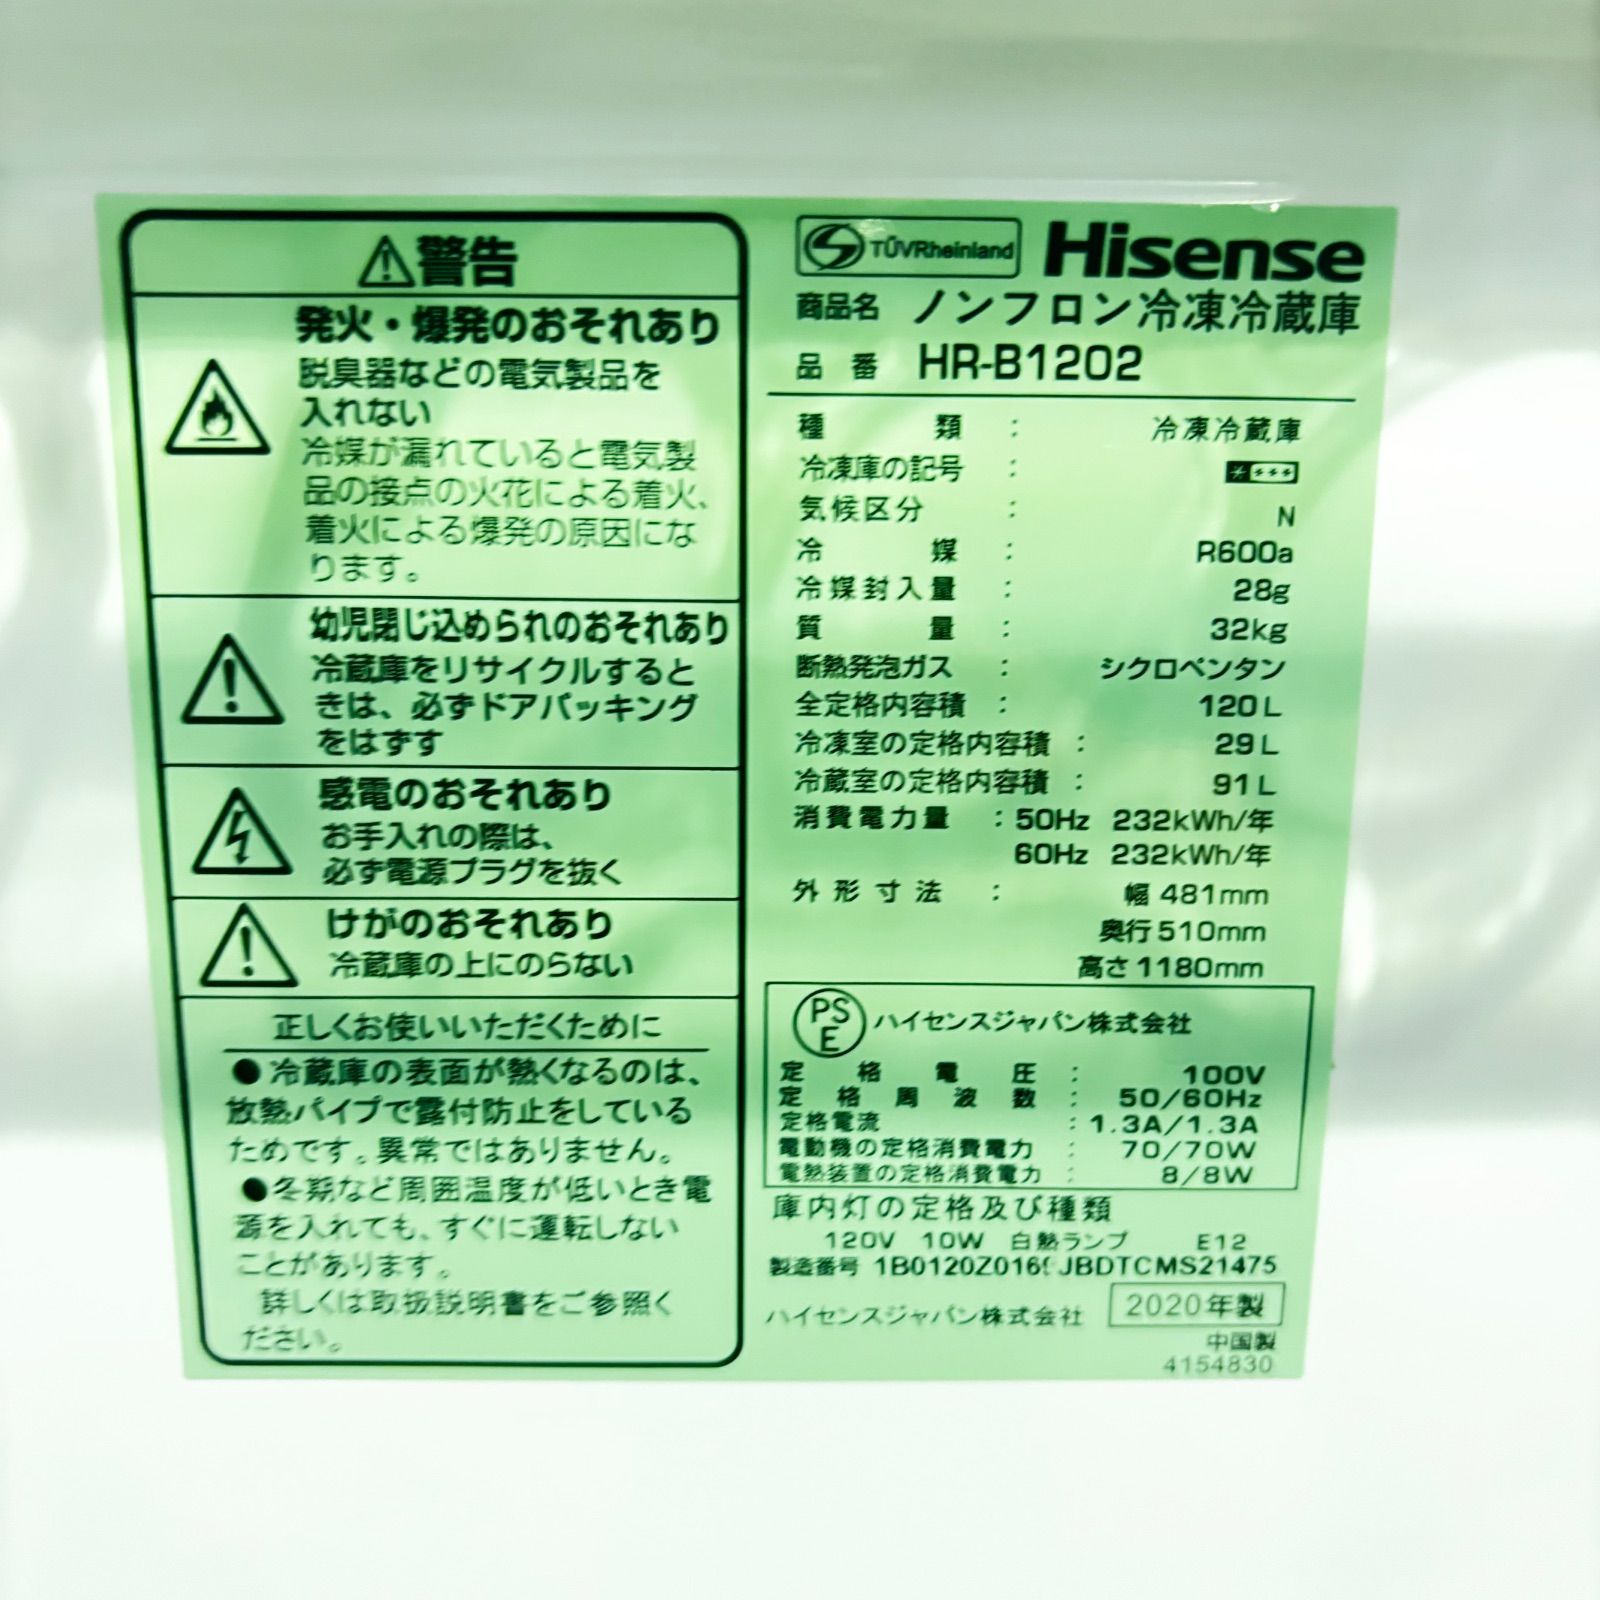 警告
発火・爆発のおそれあり
脱臭器などの電気製品を
入れない
冷媒が漏れていると電気製
品の接点の火花による着火、
着火による爆発の原因にな
ります。
幼児閉じ込められのおそれあり
冷蔵庫をリサイクルすると
きは、必ずドアパッキング
をはずす
感電のおそれあり
お手入れの際は、
必ず電源プラグを抜く
けがのおそれあり
冷蔵庫の上にのらない
正しくお使いいただくために
●冷蔵庫の表面が熱くなるのは、
放熱パイプで露付防止をしている
ためです。異常ではありません。
●冬期など周囲温度が低いとき電
源を入れても、すぐに運転しない
ことがあります。
詳しくは取扱説明書をご参照く
ださい。
TÜVRheinland Hisense
商品名 ノンフロン冷凍冷蔵庫
品番 HR-B1202
種類 : 冷凍冷蔵庫
冷凍庫の記号 : ****
気候区分 : N
冷媒 : R600a
冷媒封入量 : 28g
質量 : 32kg
断熱発泡ガス : シクロペンタン
全定格内容積 : 120L
冷凍室の定格内容積 : 29L
冷蔵室の定格内容積 : 91L
消費電力量 : 50Hz 232kWh/年
60Hz 232kWh/年
外形寸法 : 幅 481mm
奥行 510mm
高さ 1180mm
PSE ハイセンスジャパン株式会社
定格電圧 : 100V
定格周波数 : 50/60Hz
定格電流 : 1.3A/1.3A
電動機の定格消費電力 : 70/70W
電熱装置の定格消費電力 : 8/8W
庫内灯の定格及び種類
120V 10W 白熱ランプ E12
製造番号 JBDTCMS21475
ハイセンスジャパン株式会社 2020年製
中国製
4154830